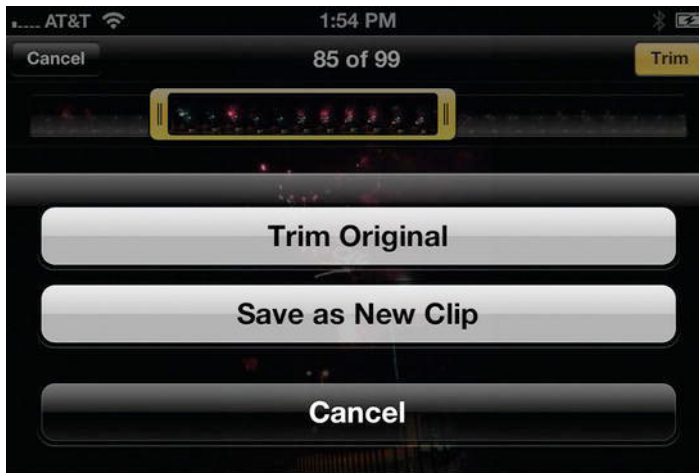 AT&T 1:54 PM
Cancel 85 of 99 Trim
Trim Original
Save as New Clip
Cancel